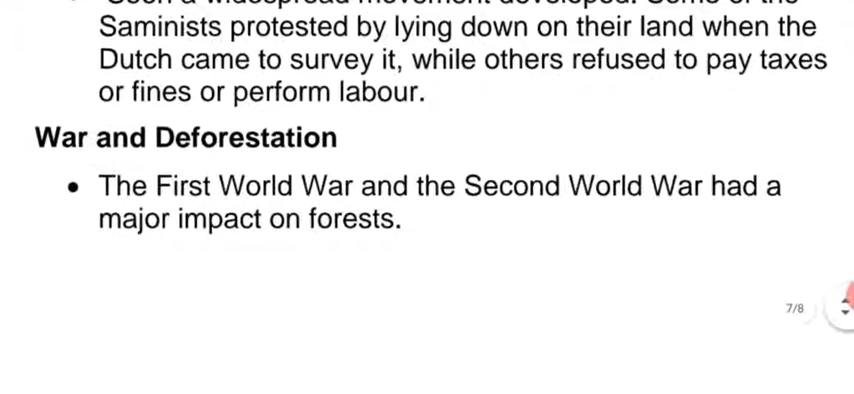 Saminists protested by lying down on their land when the
Dutch came to survey it, while others refused to pay taxes
or fines or perform labour.
War and Deforestation
• The First World War and the Second World War had a
major impact on forests.
7/8